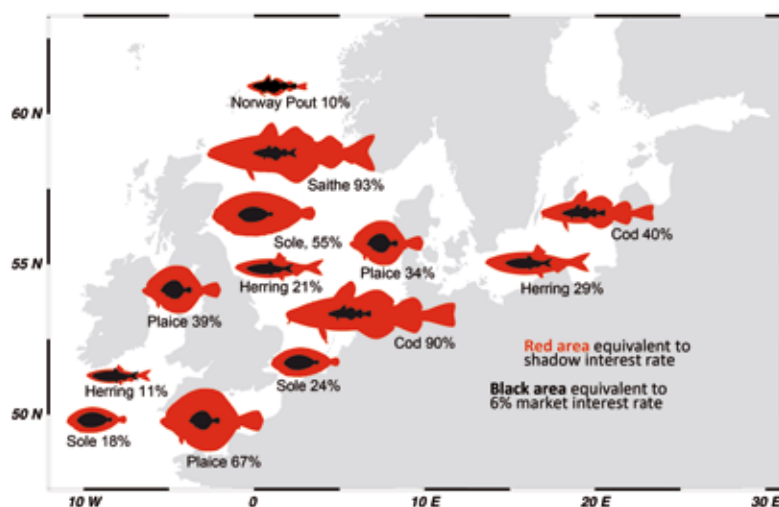 60 N
Norway Pout 10%
Saithe 93%
Sole, 55%
Cod 40%
55 N
Herring 21%
Plaice 34%
Herring 29%
Plaice 39%
Cod 90%
Red area equivalent to
shadow interest rate
Herring 11%
Sole 24%
Black area equivalent to
6% market interest rate
50 N
Sole 18%
Plaice 67%
10 W
0
10 E
20 E
30 E